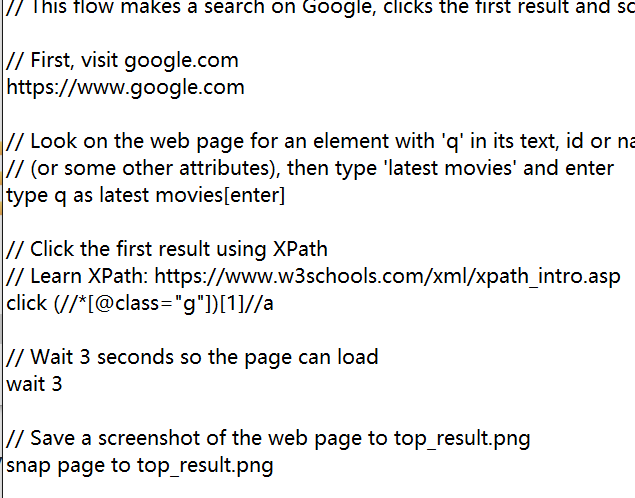 // This flow makes a search on Google, clicks the first result and
// First, visit google.com
https://www.google.com
// Look on the web page for an element with 'q' in its text, id or
// (or some other attributes), then type 'latest movies' and enter
type q as latest movies[enter]
// Click the first result using XPath
// Learn XPath: https://www.w3schools.com/xml/xpath_intro.asp
click (//*[@class="g"])[1]//a
// Wait 3 seconds so the page can load
wait 3
// Save a screenshot of the web page to top_result.png
snap page to top_result.png